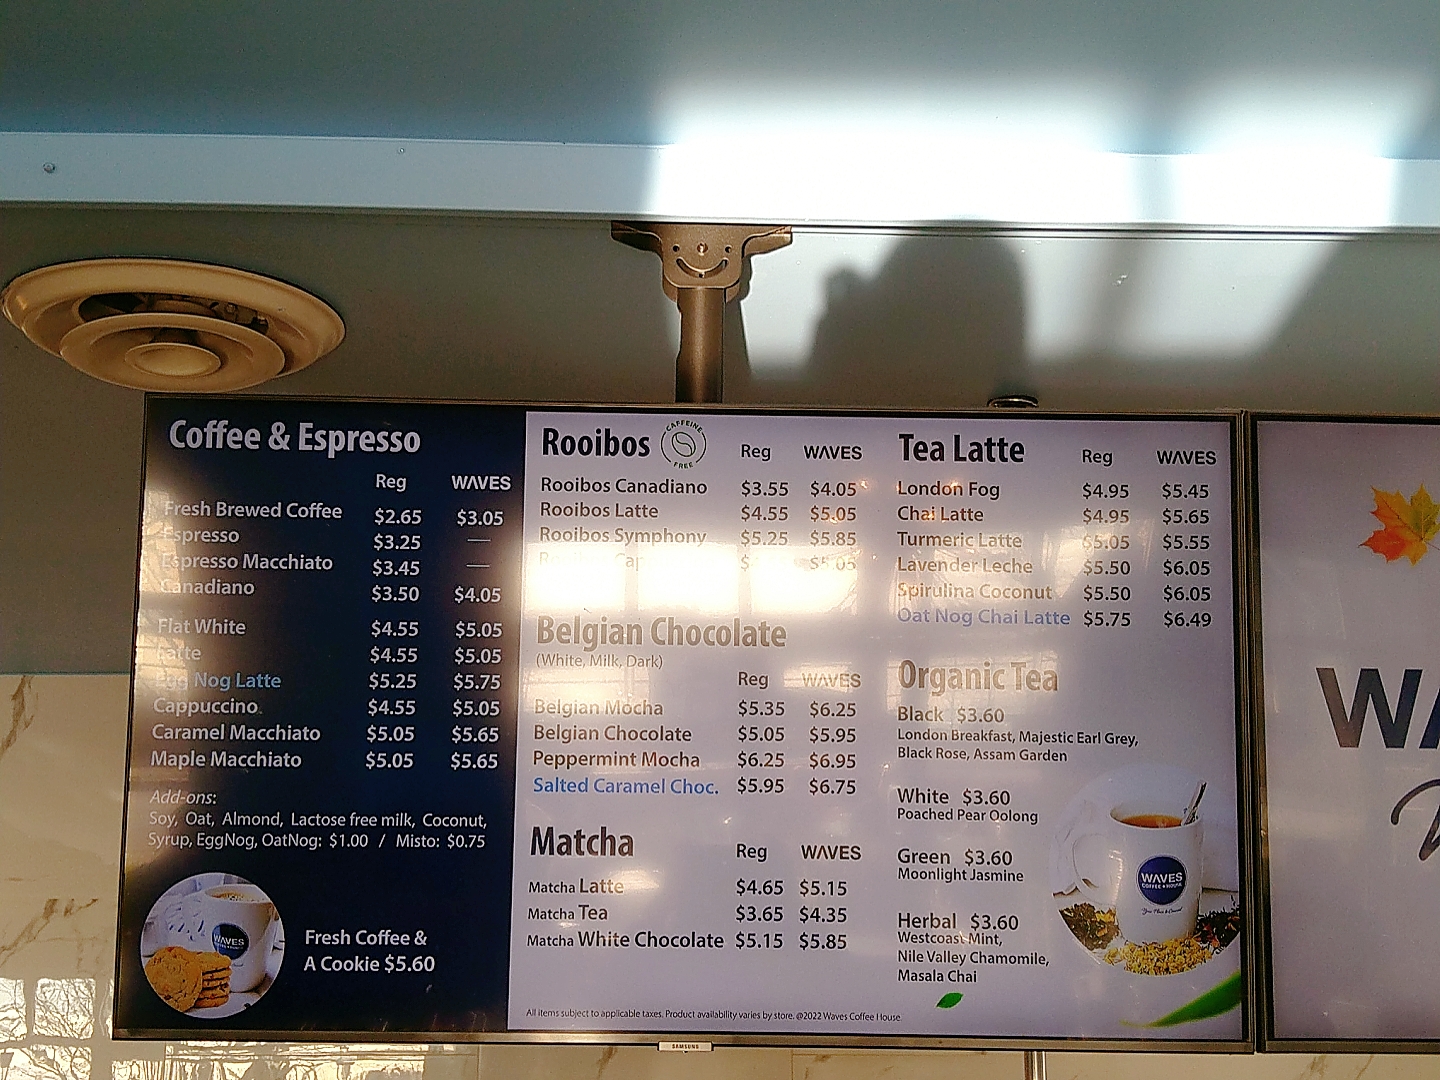 Coffee & Espresso
Reg WAVES
Fresh Brewed Coffee $2.65 $3.05
Espresso $3.25 —
Espresso Macchiato $3.45 —
Canadiano $3.50 $4.05
Flat White $4.55 $5.05
Latte $4.55 $5.05
Egg Nog Latte $5.25 $5.75
Cappuccino $4.55 $5.05
Caramel Macchiato $5.05 $5.65
Maple Macchiato $5.05 $5.65
Add-ons:
Soy, Oat, Almond, Lactose free milk, Coconut,
Syrup, EggNog, OatNog: $1.00 / Misto: $0.75
WAVES
Fresh Coffee &
A Cookie $5.60
Rooibos CAFFEINE FREE Reg WAVES
Rooibos Canadiano $3.55 $4.05
Rooibos Latte $4.55 $5.05
Rooibos Symphony $5.25 $5.85
Rooibos $5.05
Belgian Chocolate
(White, Milk, Dark)
Reg WAVES
Belgian Mocha $5.35 $6.25
Belgian Chocolate $5.05 $5.95
Peppermint Mocha $6.25 $6.95
Salted Caramel Choc. $5.95 $6.75
Matcha Reg WAVES
Matcha Latte $4.65 $5.15
Matcha Tea $3.65 $4.35
Matcha White Chocolate $5.15 $5.85
Tea Latte Reg WAVES
London Fog $4.95 $5.45
Chai Latte $4.95 $5.65
Turmeric Latte $5.05 $5.55
Lavender Leche $5.50 $6.05
Spirulina Coconut $5.50 $6.05
Oat Nog Chai Latte $5.75 $6.49
Organic Tea
Black $3.60
London Breakfast, Majestic Earl Grey,
Black Rose, Assam Garden
White $3.60
Poached Pear Oolong
Green $3.60
Moonlight Jasmine
Herbal $3.60
Westcoast Mint,
Nile Valley Chamomile,
Masala Chai
WAVES
COFFEE HOUSE
All items subject to applicable taxes. Product availability varies by store. @2022 Waves Coffee House.
SAMSUNG